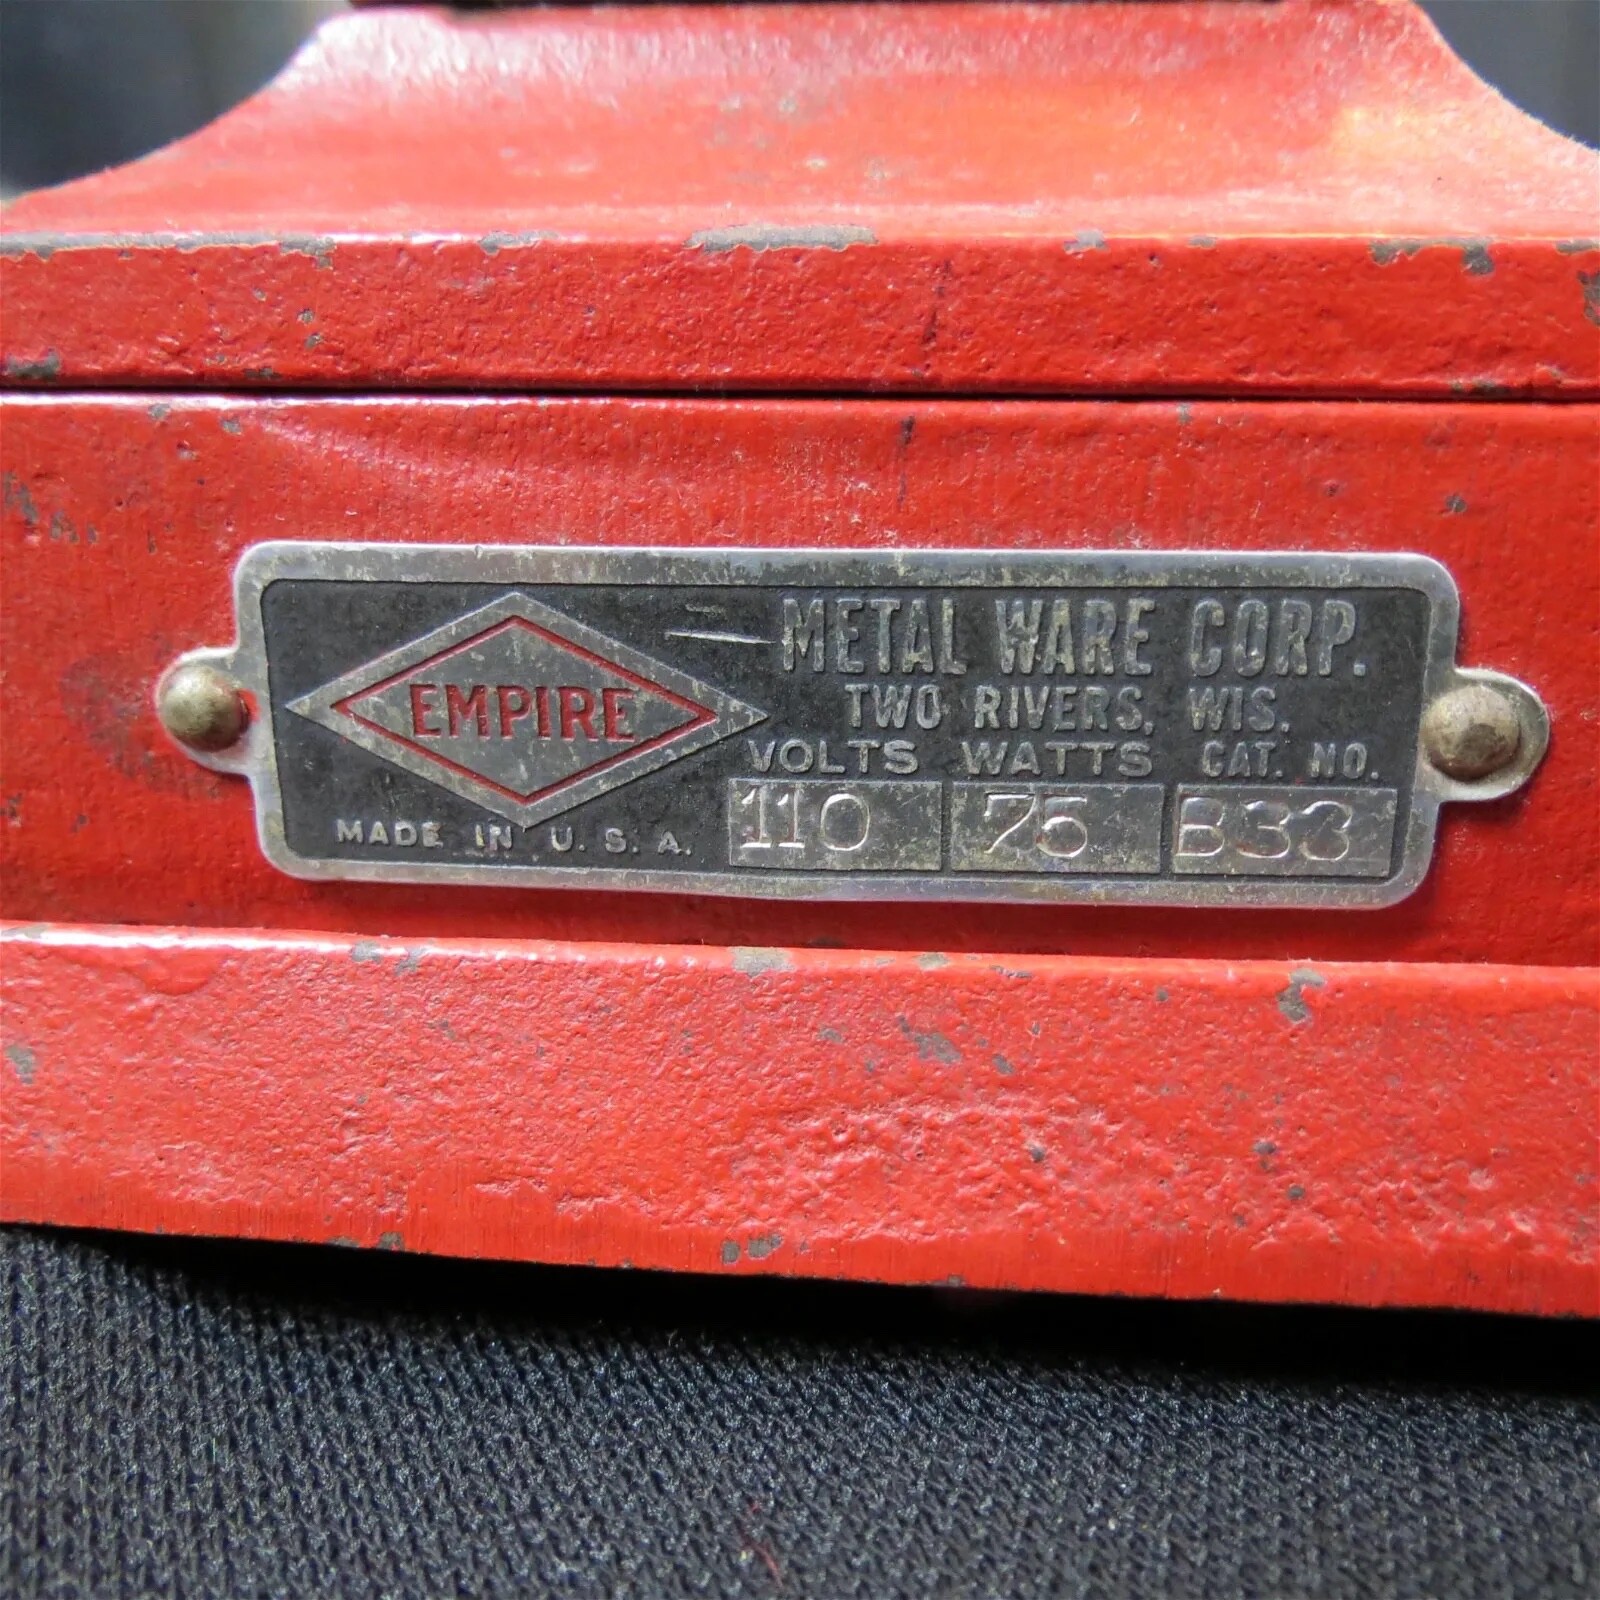 EMPIRE
MADE IN U. S. A.
METAL WARE CORP.
TWO RIVERS, WIS.
VOLTS WATTS CAT. NO.
110 75 B33